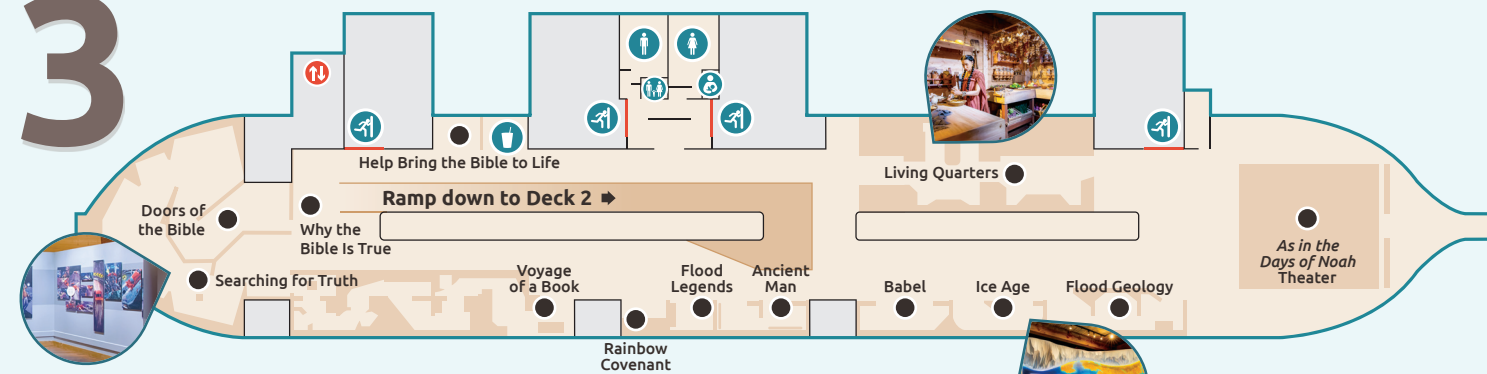 3
Help Bring the Bible to Life
Ramp down to Deck 2
Living Quarters
Doors of
the Bible
Why the
Bible Is True
Searching for Truth
Voyage
of a Book
Rainbow
Covenant
Flood
Legends
Ancient
Man
Babel
Ice Age
Flood Geology
As in the
Days of Noah
Theater